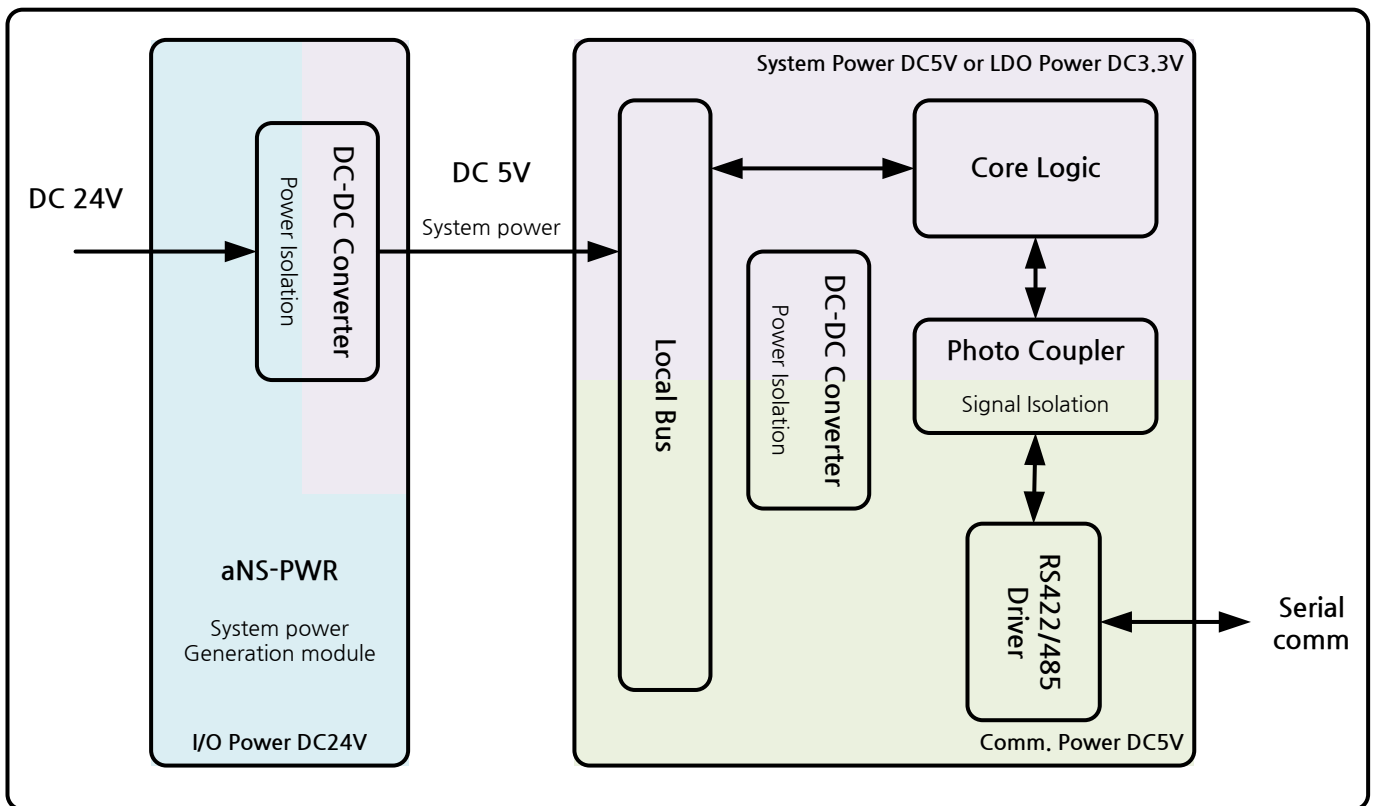 System Power DC5V or LDO Power DC3.3V
DC 24V
DC-DC Converter
Power Isolation
DC 5V
System power
Core Logic
Local Bus
DC-DC Converter
Power Isolation
Photo Coupler
Signal Isolation
aNS-PWR
System power
Generation module
I/O Power DC24V
RS422/485
Driver
Serial
comm
Comm. Power DC5V